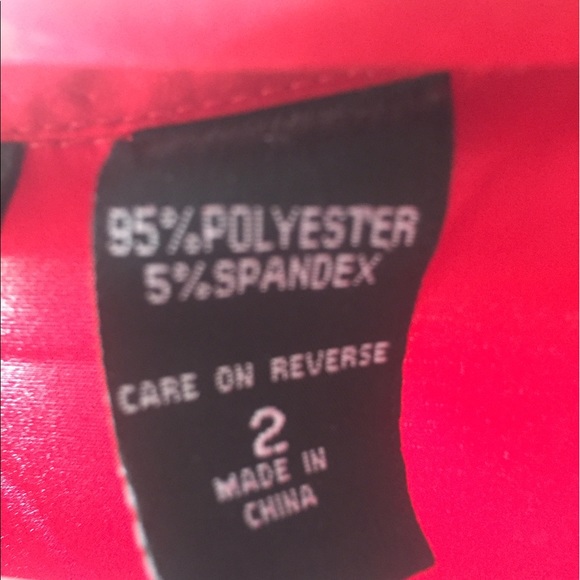 95%POLYESTER
5%SPANDEX
CARE ON REVERSE
2
MADE IN
CHINA